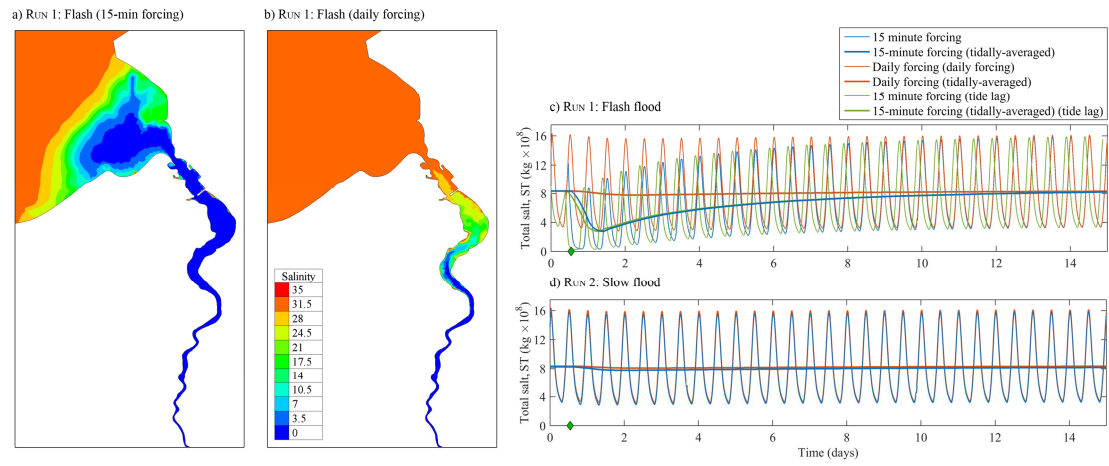 a) RUN 1: Flash (15-min forcing)
b) RUN 1: Flash (daily forcing)
Salinity
35
31.5
28
24.5
21
17.5
14
10.5
7
3.5
0
15 minute forcing
15-minute forcing (tidally-averaged)
Daily forcing (daily forcing)
Daily forcing (tidally-averaged)
15 minute forcing (tide lag)
15-minute forcing (tidally-averaged) (tide lag)
c) RUN 1: Flash flood
Total salt, ST (kg ×10⁸)
16
12
8
4
0
0 2 4 6 8 10 12 14
d) RUN 2: Slow flood
Total salt, ST (kg ×10⁸)
16
12
8
4
0
0 2 4 6 8 10 12 14
Time (days)